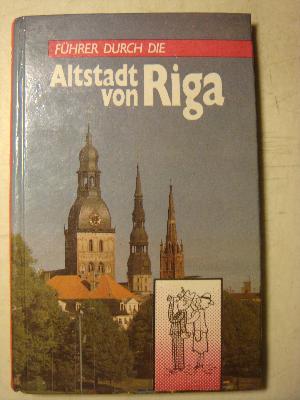 FÜHRER DURCH DIE
Altstadt
von Riga